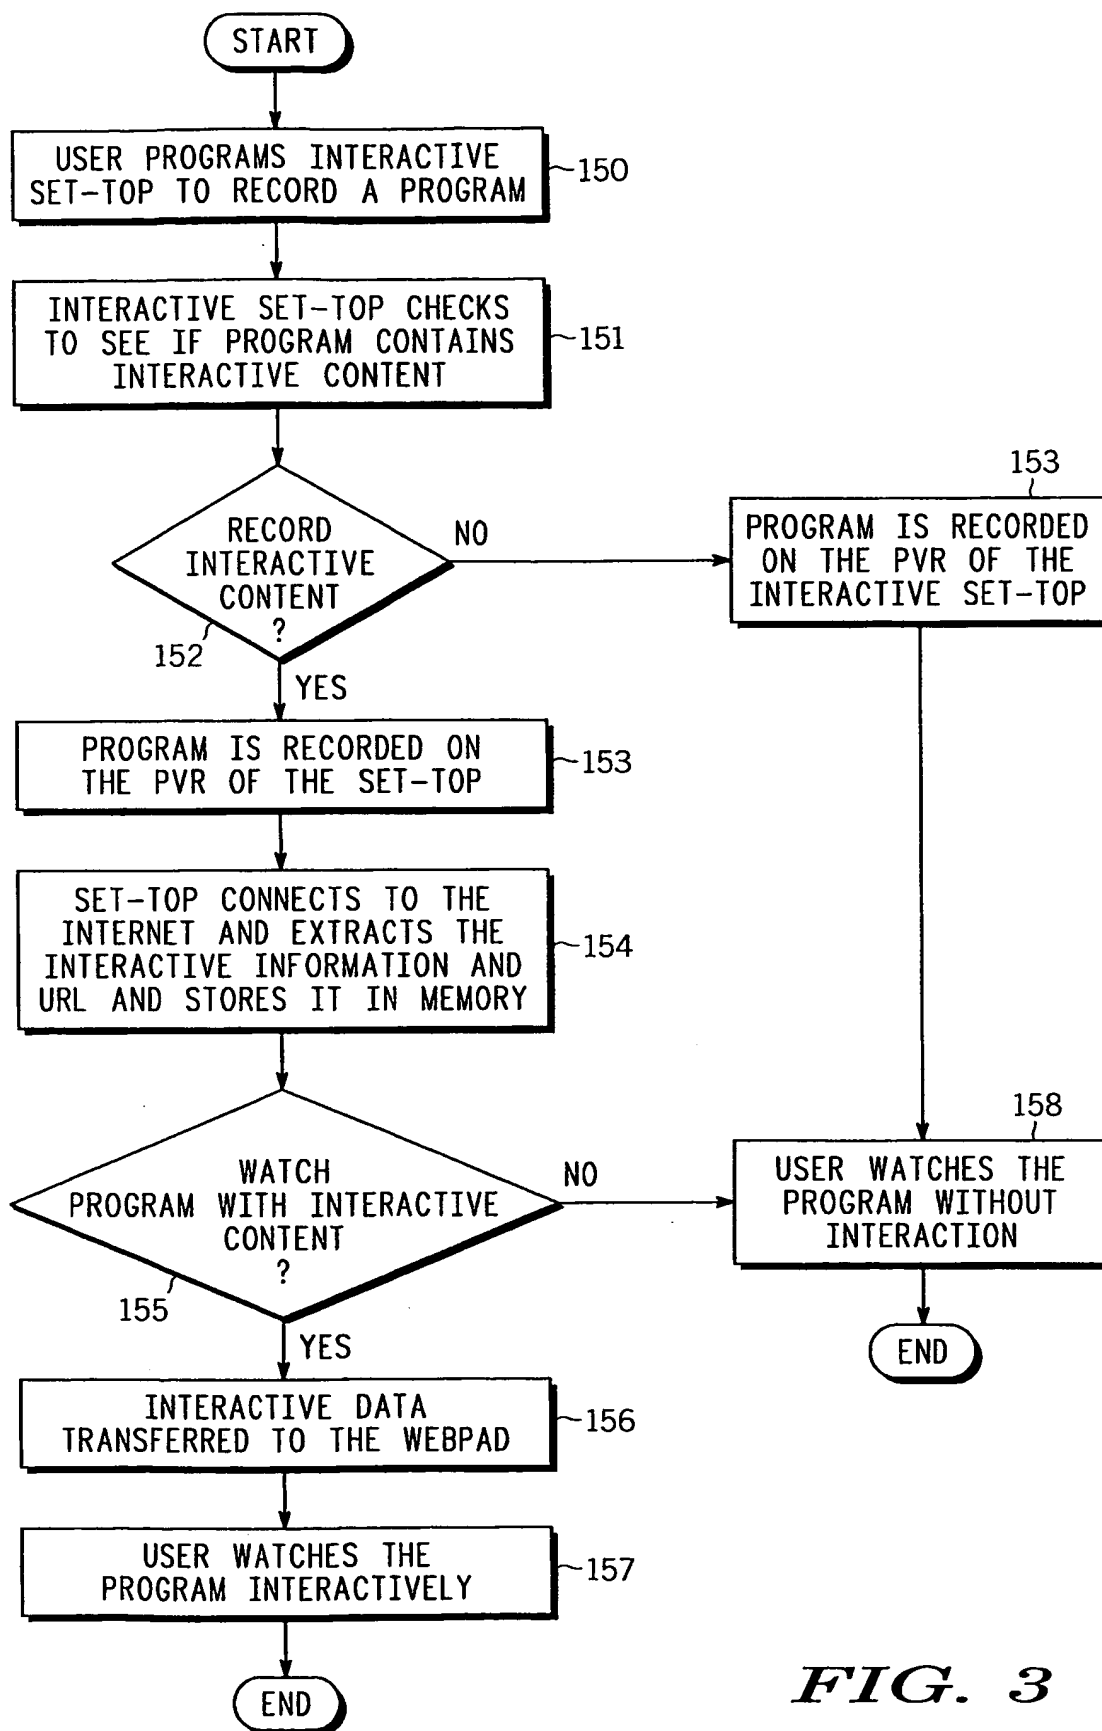 START
USER PROGRAMS INTERACTIVE
SET-TOP TO RECORD A PROGRAM
150
INTERACTIVE SET-TOP CHECKS
TO SEE IF PROGRAM CONTAINS
INTERACTIVE CONTENT
151
RECORD
INTERACTIVE
CONTENT
?
152
NO
YES
153
PROGRAM IS RECORDED
ON THE PVR OF THE
INTERACTIVE SET-TOP
PROGRAM IS RECORDED ON
THE PVR OF THE SET-TOP
153
SET-TOP CONNECTS TO THE
INTERNET AND EXTRACTS THE
INTERACTIVE INFORMATION AND
URL AND STORES IT IN MEMORY
154
WATCH
PROGRAM WITH INTERACTIVE
CONTENT
?
155
NO
YES
158
USER WATCHES THE
PROGRAM WITHOUT
INTERACTION
END
INTERACTIVE DATA
TRANSFERRED TO THE WEBPAD
156
USER WATCHES THE
PROGRAM INTERACTIVELY
157
END
FIG. 3